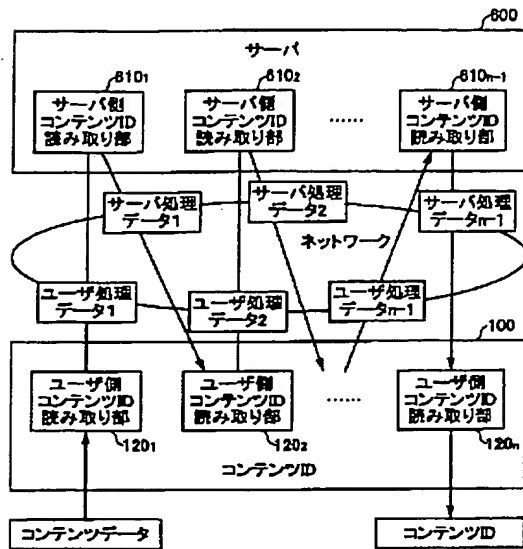 600
サーバ
610₁
610₂
610ₙ₋₁
サーバ側
コンテンツID
読み取り部
サーバ側
コンテンツID
読み取り部
……
サーバ側
コンテンツID
読み取り部
サーバ処理
データ1
サーバ処理
データ2
サーバ処理
データn-1
ネットワーク
ユーザ処理
データ1
ユーザ処理
データ2
ユーザ処理
データn-1
100
ユーザ側
コンテンツID
読み取り部
ユーザ側
コンテンツID
読み取り部
……
ユーザ側
コンテンツID
読み取り部
120₁
120₂
120ₙ
コンテンツID
コンテンツデータ
コンテンツID